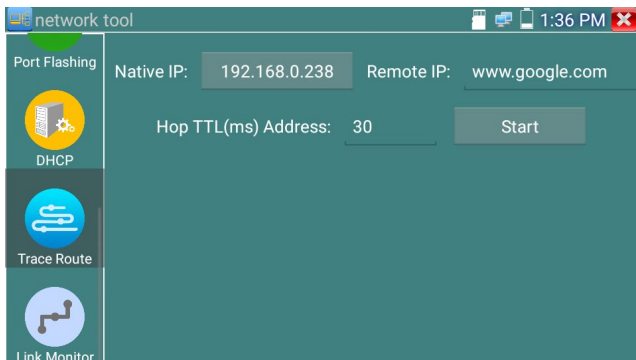 network tool
1:36 PM
Port Flashing
Native IP: 192.168.0.238 Remote IP: www.google.com
Hop TTL(ms) Address: 30 Start
DHCP
Trace Route
Link Monitor